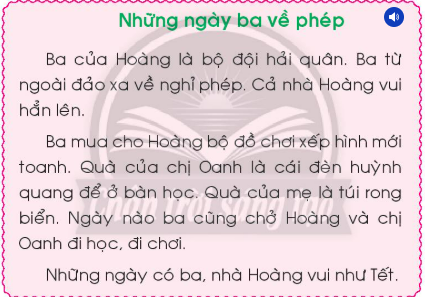 Những ngày ba về phép
Ba của Hoàng là bộ đội hải quân. Ba từ
ngoài đảo xa về nghỉ phép. Cả nhà Hoàng vui
hẳn lên.
Ba mua cho Hoàng bộ đồ chơi xếp hình mới
toanh. Quà của chị Oanh là cái đèn huỳnh
quang để ở bàn học. Quà của mẹ là túi rong
biển. Ngày nào ba cũng chở Hoàng và chị
Oanh đi học, đi chơi.
Những ngày có ba, nhà Hoàng vui như Tết.